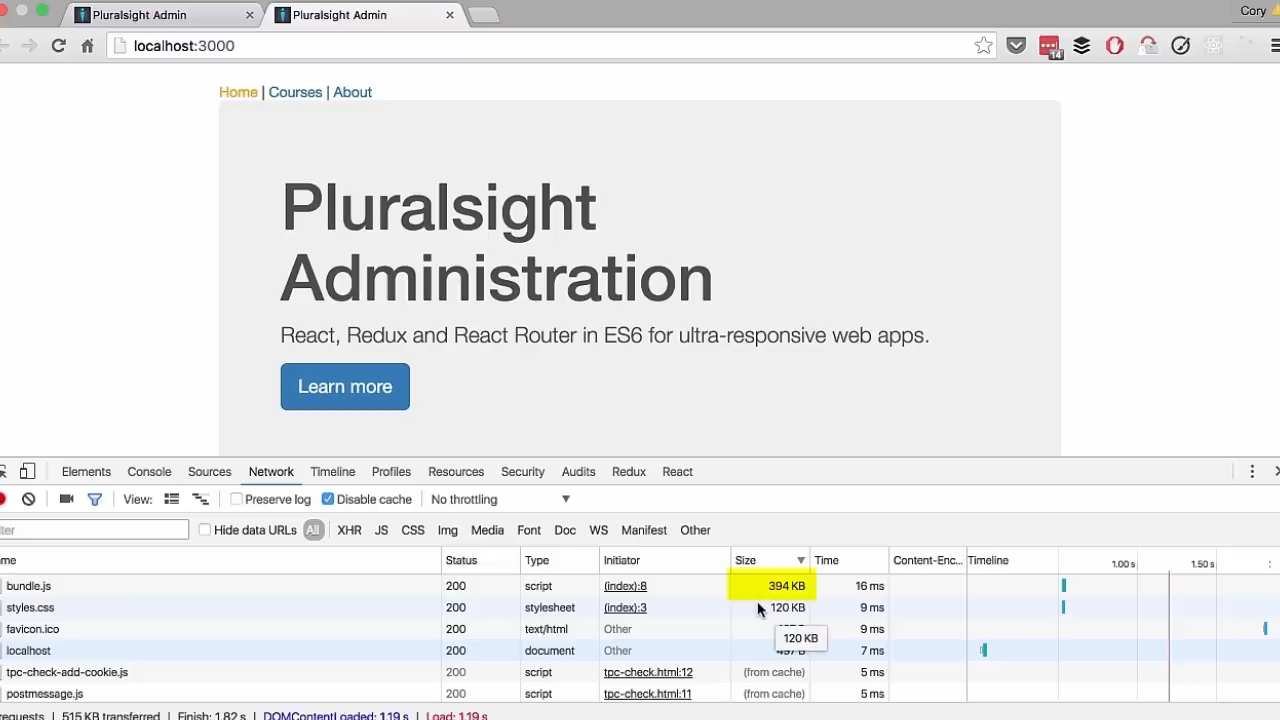 Pluralsight Admin Pluralsight Admin Cory
localhost:3000
14
Home | Courses | About
Pluralsight
Administration
React, Redux and React Router in ES6 for ultra-responsive web apps.
Learn more
Elements Console Sources Network Timeline Profiles Resources Security Audits Redux React
View: Preserve log Disable cache No throttling
Hide data URLs All XHR JS CSS Img Media Font Doc WS Manifest Other
me Status Type Initiator Size Time Content-Enc... Timeline 1.00 s 1.50 s
bundle.js 200 script (index):8 394 KB 16 ms
styles.css 200 stylesheet (index):3 120 KB 9 ms
favicon.ico 200 text/html Other 9 ms
120 KB
localhost 200 document Other 7 ms
tpc-check-add-cookie.js 200 script tpc-check.html:12 (from cache) 5 ms
postmessage.js 200 script tpc-check.html:11 (from cache) 5 ms
requests | 515 KB transferred | Finish: 1.82 s | DOMContentLoaded: 1.19 s | Load: 1.19 s